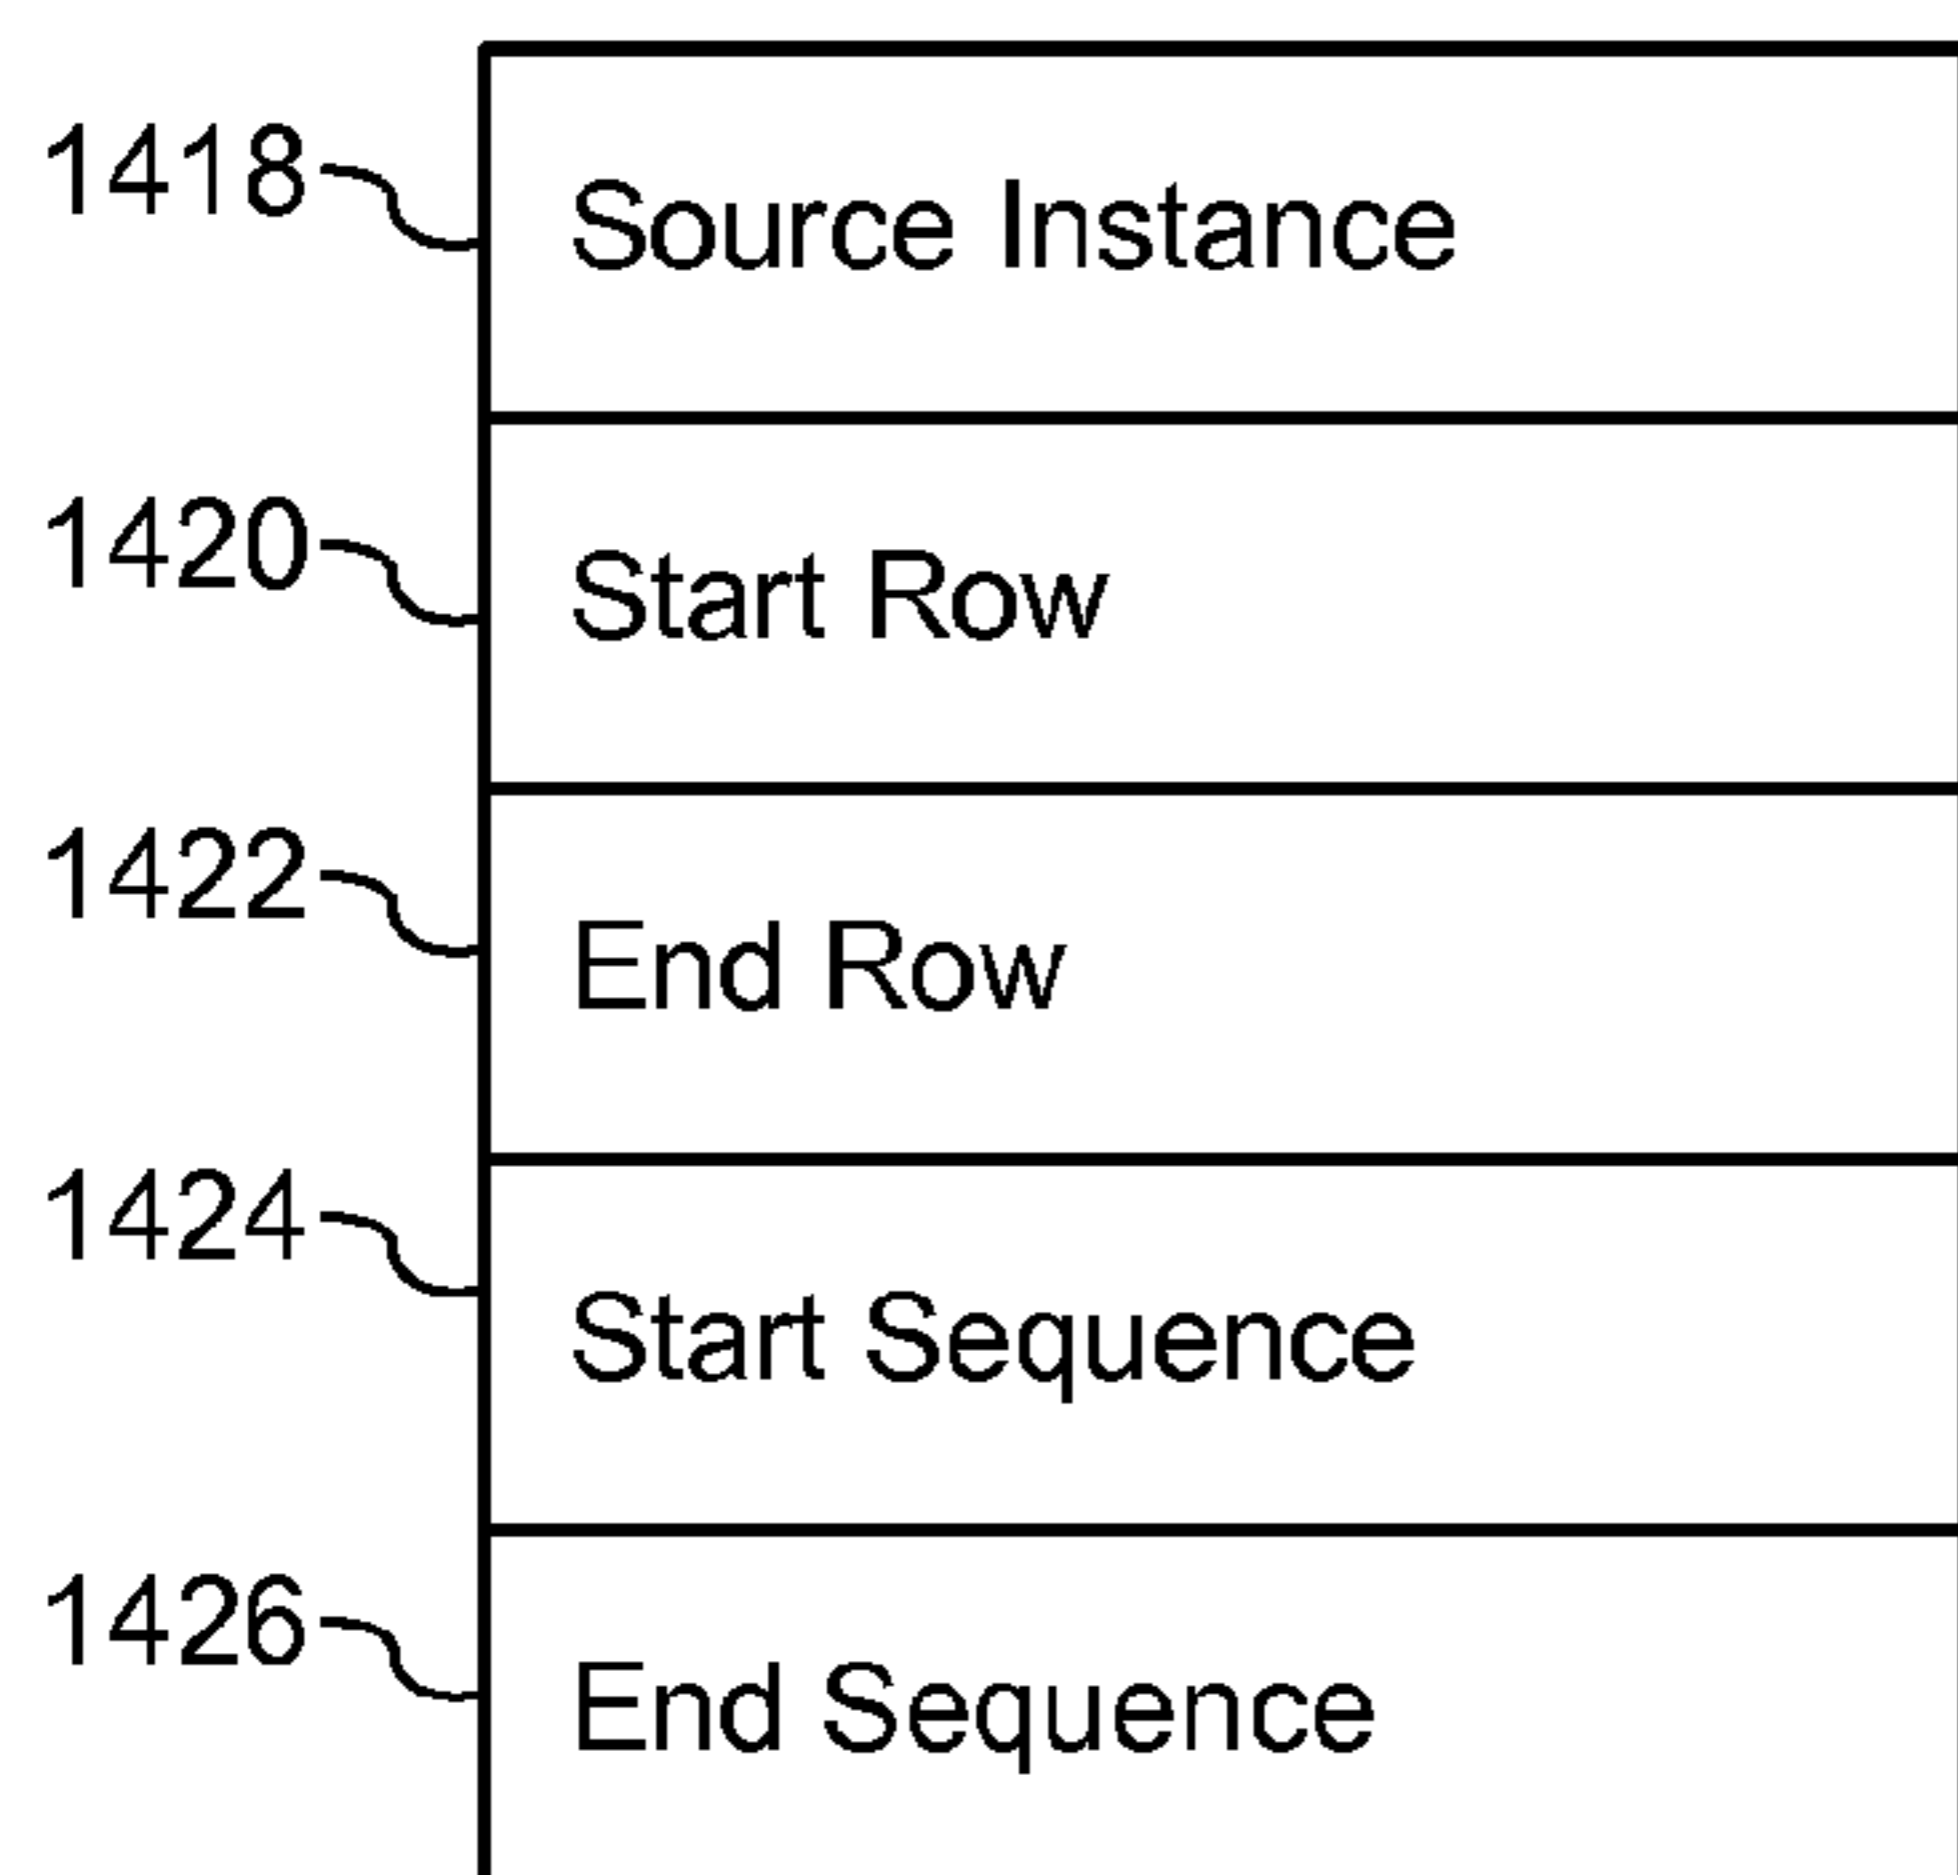 1418
Source Instance
1420
Start Row
1422
End Row
1424
Start Sequence
1426
End Sequence